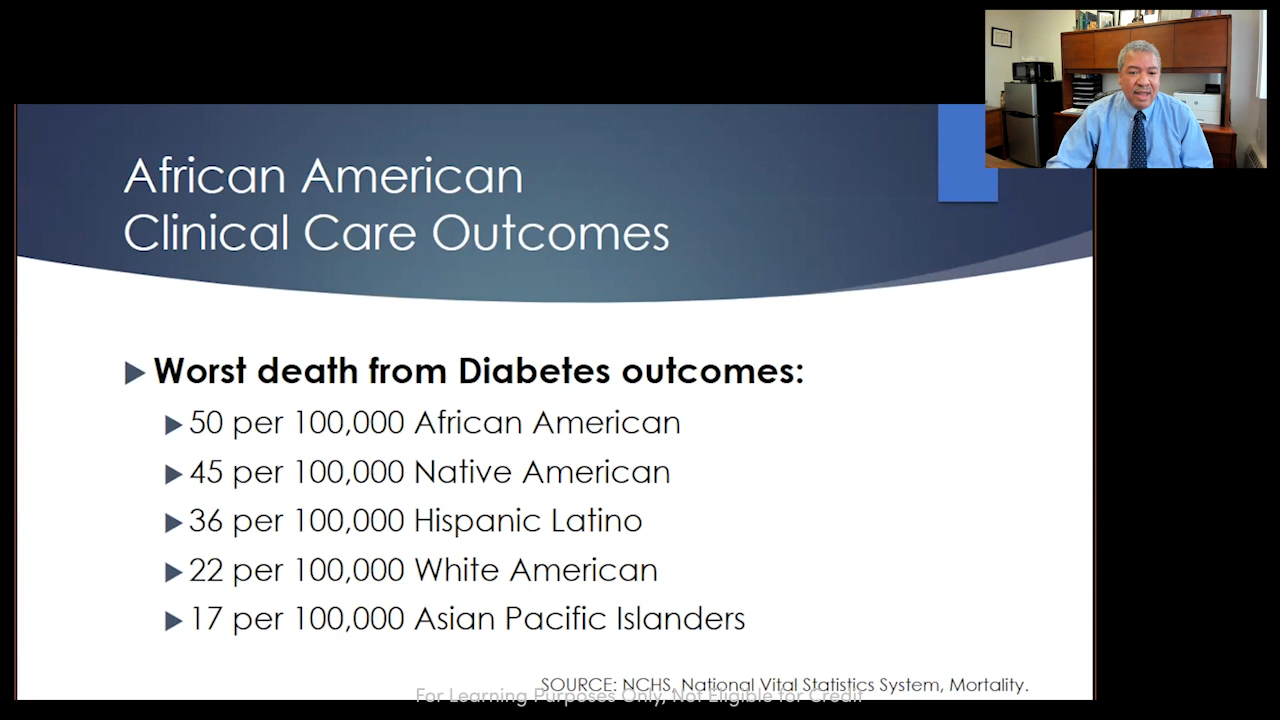 African American
Clinical Care Outcomes
Worst death from Diabetes outcomes:
50 per 100,000 African American
45 per 100,000 Native American
36 per 100,000 Hispanic Latino
22 per 100,000 White American
17 per 100,000 Asian Pacific Islanders
SOURCE: NCHS, National Vital Statistics System, Mortality.
For Learning Purposes Only, Not Eligible for Credit